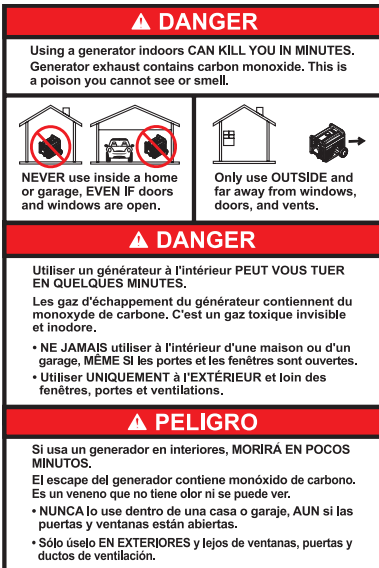 ⚠ DANGER
Using a generator indoors CAN KILL YOU IN MINUTES.
Generator exhaust contains carbon monoxide. This is
a poison you cannot see or smell.
NEVER use inside a home
or garage, EVEN IF doors
and windows are open.
Only use OUTSIDE and
far away from windows,
doors, and vents.
⚠ DANGER
Utiliser un générateur à l'intérieur PEUT VOUS TUER
EN QUELQUES MINUTES.
Les gaz d'échappement du générateur contiennent du
monoxyde de carbone. C'est un gaz toxique invisible
et inodore.
• NE JAMAIS utiliser à l'intérieur d'une maison ou d'un
garage, MÊME SI les portes et les fenêtres sont ouvertes.
• Utiliser UNIQUEMENT à l'EXTÉRIEUR et loin des
fenêtres, portes et ventilations.
⚠ PELIGRO
Si usa un generador en interiores, MORIRÁ EN POCOS
MINUTOS.
El escape del generador contiene monóxido de carbono.
Es un veneno que no tiene olor ni se puede ver.
• NUNCA lo use dentro de una casa o garaje, AUN si las
puertas y ventanas están abiertas.
• Sólo úselo EN EXTERIORES y lejos de ventanas, puertas y
ductos de ventilación.